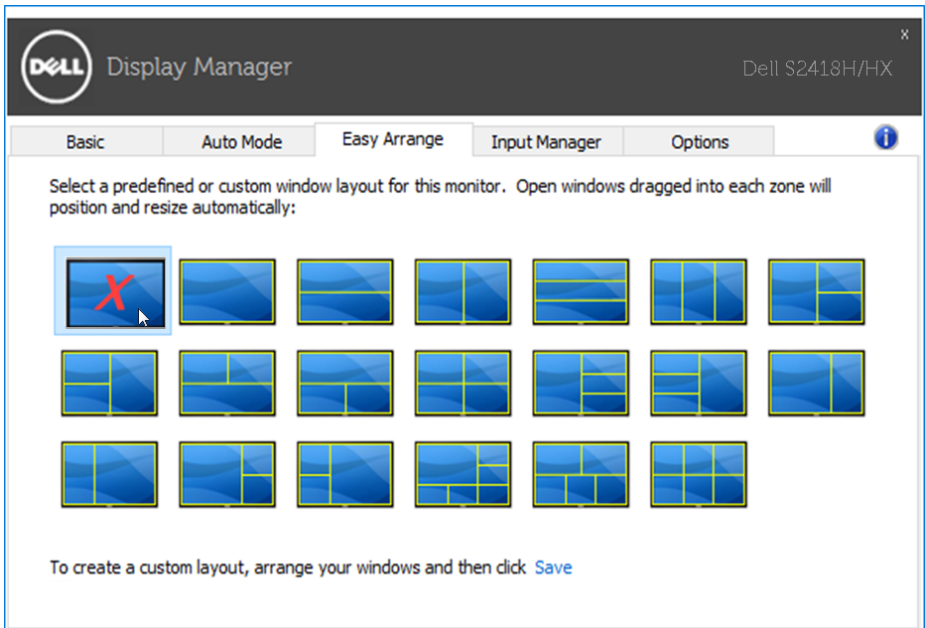 x
DELL
Display Manager
Dell S2418H/HX
Basic Auto Mode Easy Arrange Input Manager Options
i
Select a predefined or custom window layout for this monitor. Open windows dragged into each zone will
position and resize automatically:
X
To create a custom layout, arrange your windows and then click Save